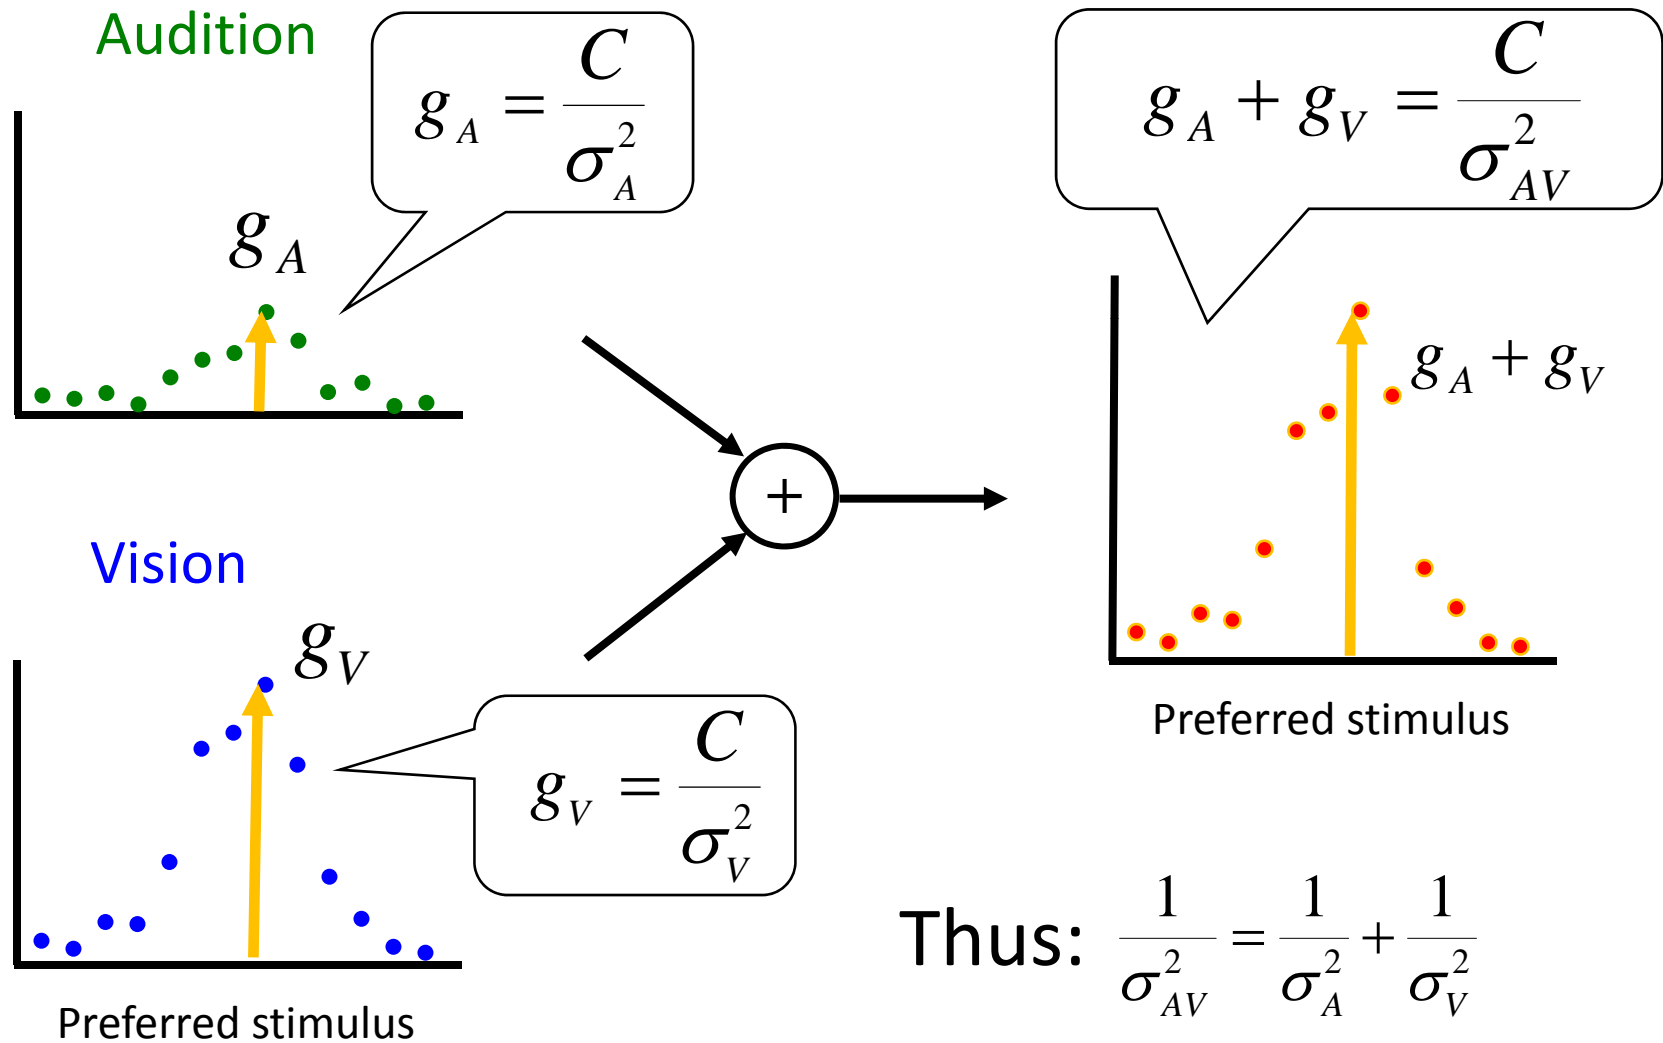 Audition
g_A = C / σ_A^2
g_A
g_A + g_V = C / σ_AV^2
g_A + g_V
+
Vision
g_V
g_V = C / σ_V^2
Preferred stimulus
Preferred stimulus
Thus: 1 / σ_AV^2 = 1 / σ_A^2 + 1 / σ_V^2